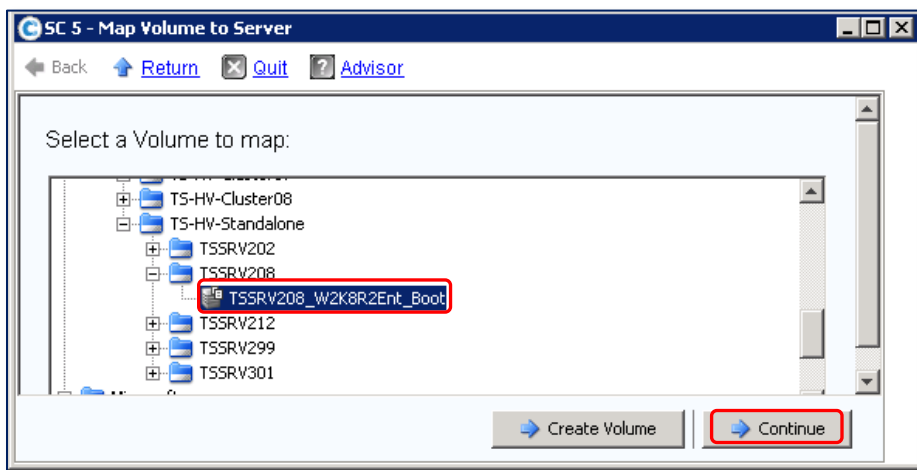 SC 5 - Map Volume to Server
Back Return Quit Advisor
Select a Volume to map:
TS-HV-Cluster08
TS-HV-Standalone
TSSRV202
TSSRV208
TSSRV208_W2K8R2Ent_Boot
TSSRV212
TSSRV299
TSSRV301
Create Volume Continue